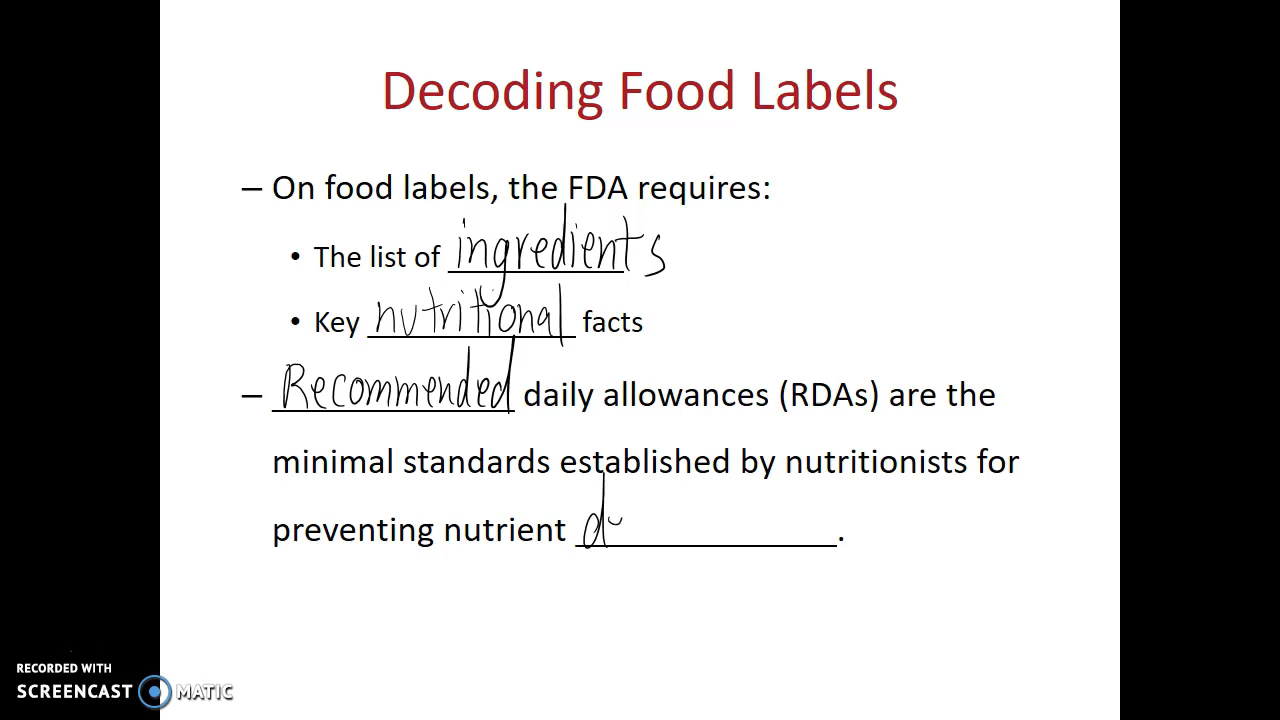 Decoding Food Labels
– On food labels, the FDA requires:
• The list of ingredients
• Key nutritional facts
– Recommended daily allowances (RDAs) are the
minimal standards established by nutritionists for
preventing nutrient d .
RECORDED WITH
SCREENCAST MATIC